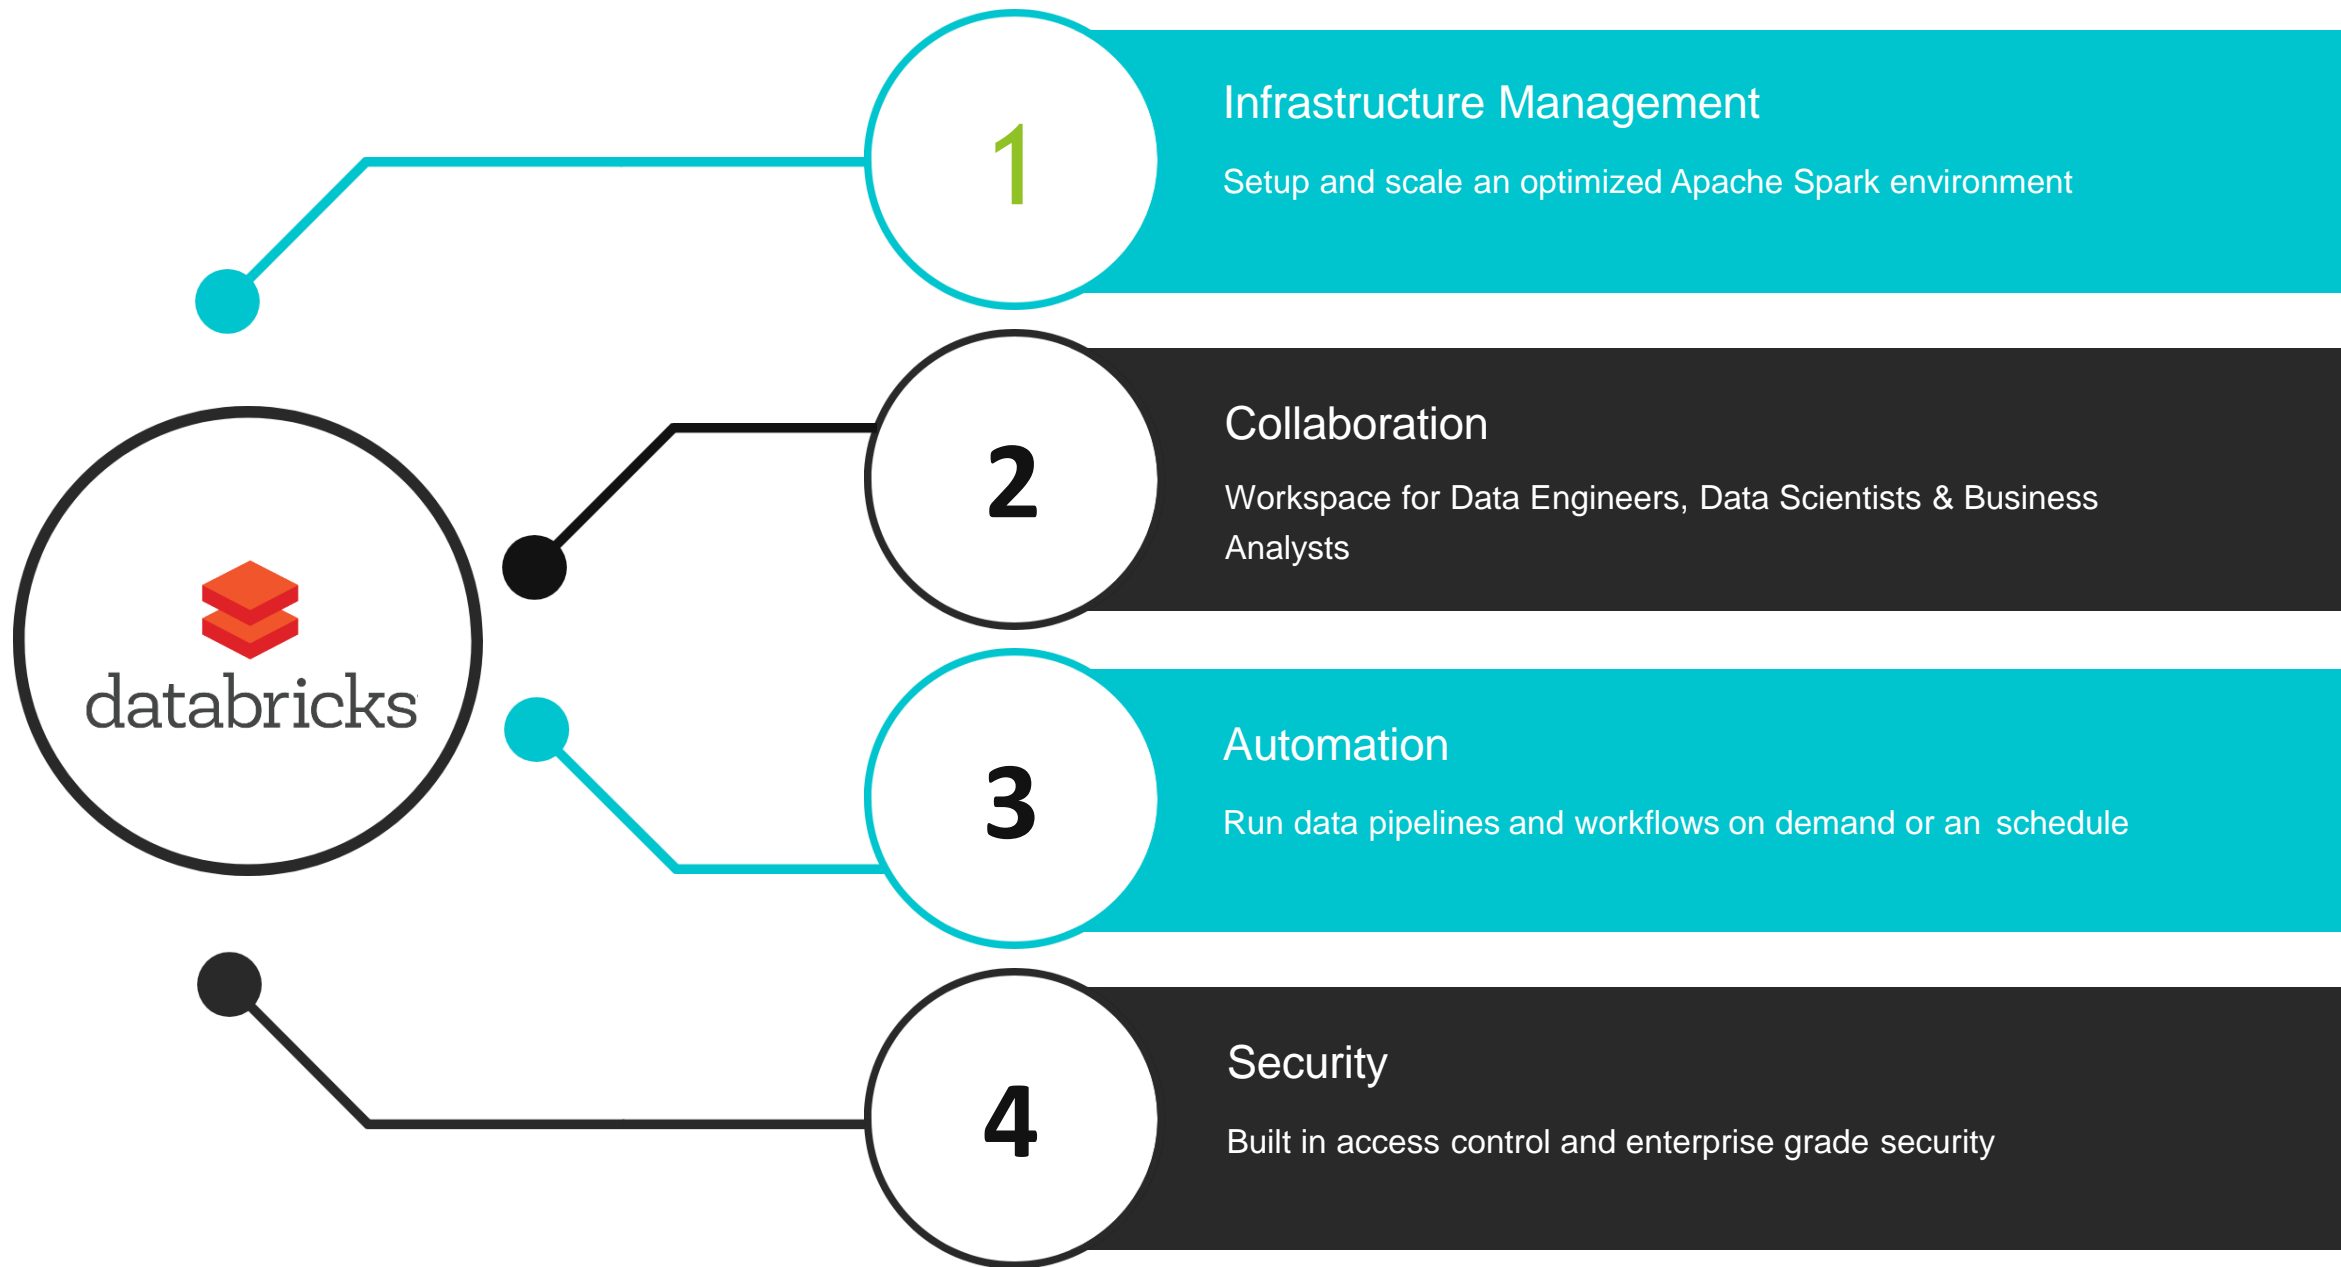 1
Infrastructure Management
Setup and scale an optimized Apache Spark environment
2
Collaboration
Workspace for Data Engineers, Data Scientists & Business
Analysts
databricks
3
Automation
Run data pipelines and workflows on demand or an schedule
4
Security
Built in access control and enterprise grade security